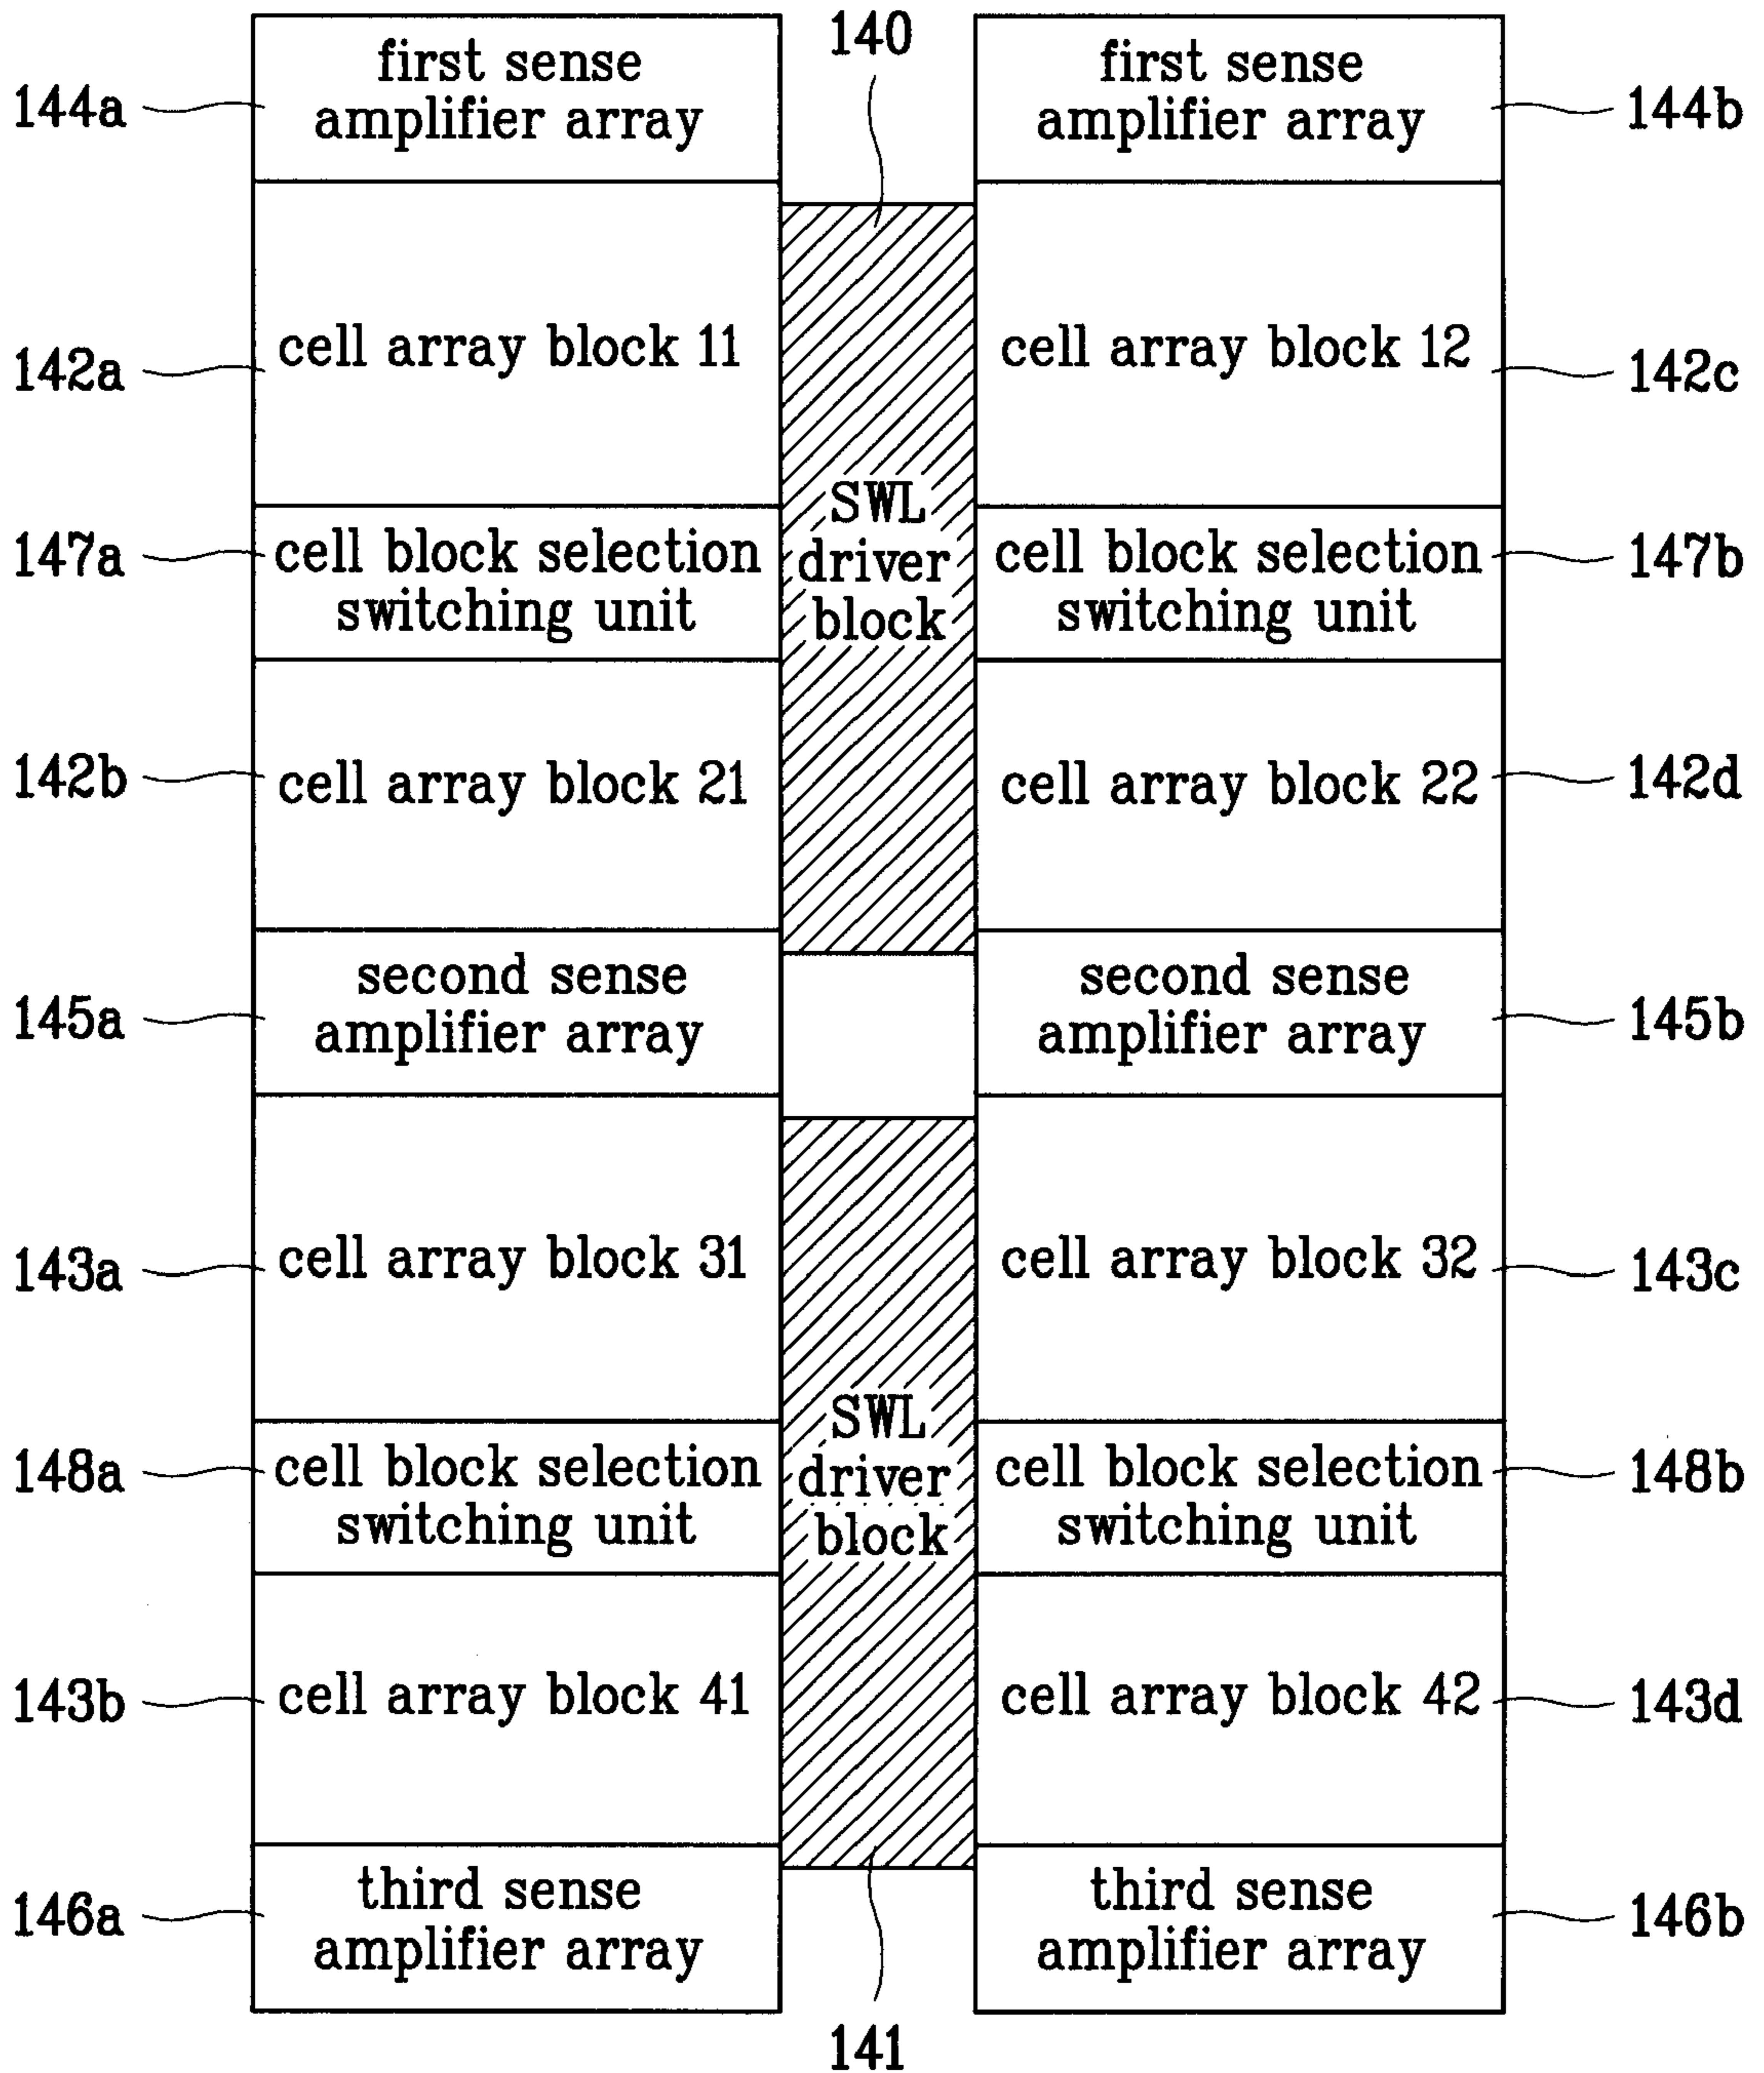 140
first sense
amplifier array
144a
first sense
amplifier array
144b
cell array block 11
142a
cell array block 12
142c
SWL
driver
block
cell block selection
switching unit
147a
cell block selection
switching unit
147b
cell array block 21
142b
cell array block 22
142d
second sense
amplifier array
145a
second sense
amplifier array
145b
cell array block 31
143a
cell array block 32
143c
SWL
driver
block
cell block selection
switching unit
148a
cell block selection
switching unit
148b
cell array block 41
143b
cell array block 42
143d
third sense
amplifier array
146a
third sense
amplifier array
146b
141